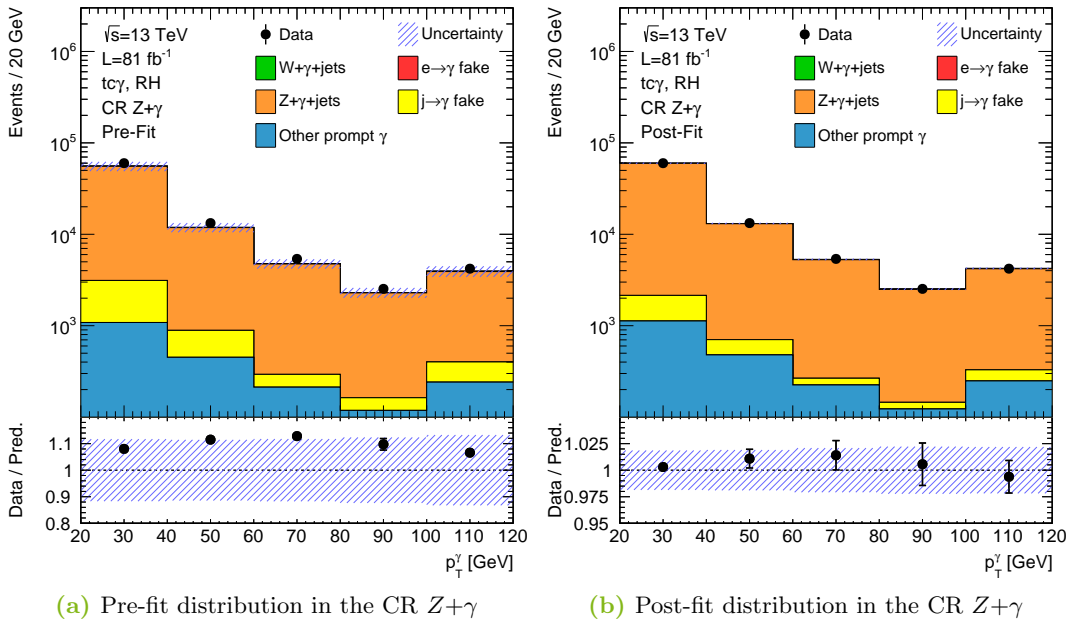 Events / 20 GeV
10⁶
10⁵
10⁴
10³
√s=13 TeV
L=81 fb⁻¹
tcγ, RH
CR Z+γ
Pre-Fit
Data
Uncertainty
W+γ+jets
e→γ fake
Z+γ+jets
j→γ fake
Other prompt γ
Data / Pred.
1.1
1
0.9
0.8
20 30 40 50 60 70 80 90 100 110 120
p_T^γ [GeV]
(a) Pre-fit distribution in the CR Z+γ
Events / 20 GeV
10⁶
10⁵
10⁴
10³
√s=13 TeV
L=81 fb⁻¹
tcγ, RH
CR Z+γ
Post-Fit
Data
Uncertainty
W+γ+jets
e→γ fake
Z+γ+jets
j→γ fake
Other prompt γ
Data / Pred.
1.025
1
0.975
0.95
20 30 40 50 60 70 80 90 100 110 120
p_T^γ [GeV]
(b) Post-fit distribution in the CR Z+γ